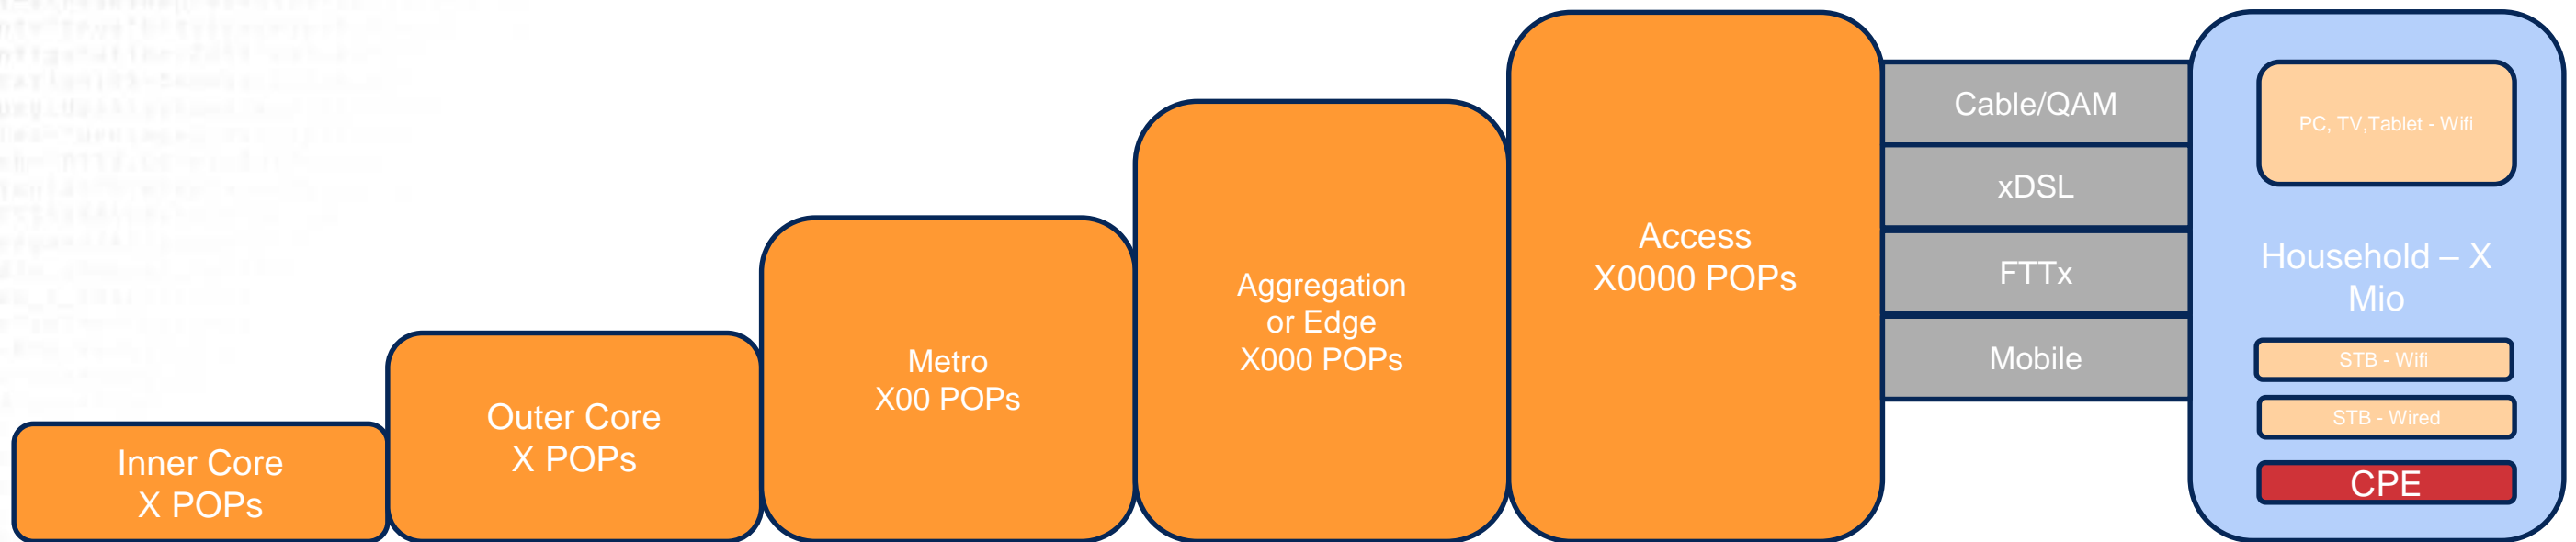 Inner Core
X POPs
Outer Core
X POPs
Metro
X00 POPs
Aggregation
or Edge
X000 POPs
Access
X0000 POPs
Cable/QAM
xDSL
FTTx
Mobile
PC, TV,Tablet - Wifi
Household – X
Mio
STB - Wifi
STB - Wired
CPE